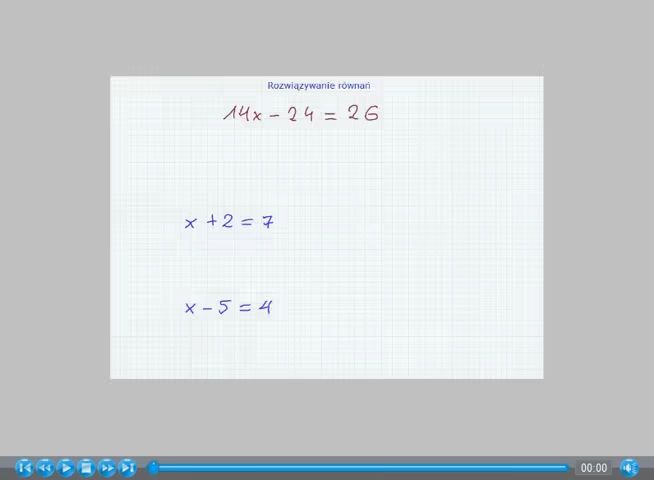 Rozwiązywanie równań
14x - 24 = 26
x + 2 = 7
x - 5 = 4
00:00